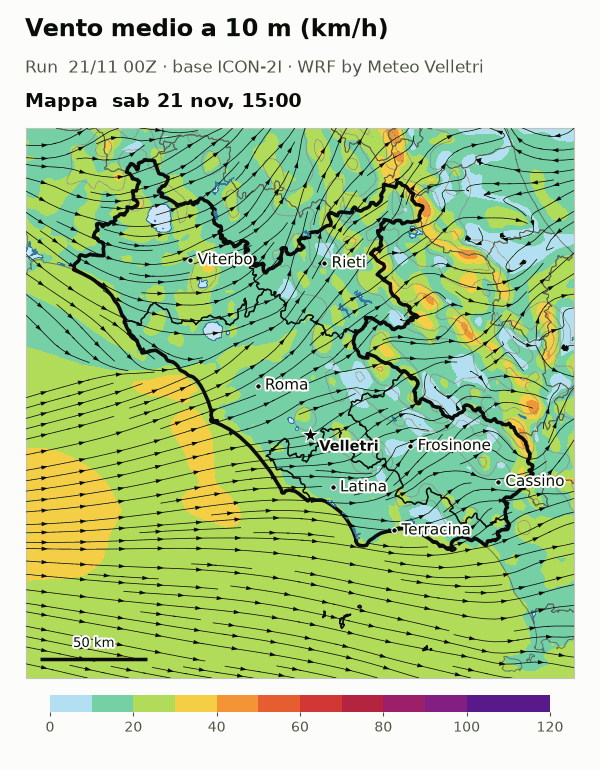 Vento medio a 10 m (km/h)
Run 21/11 00Z · base ICON-2I · WRF by Meteo Velletri
Mappa sab 21 nov, 15:00
Viterbo
Rieti
Roma
Velletri
Frosinone
Latina
Cassino
Terracina
50 km
0 20 40 60 80 100 120